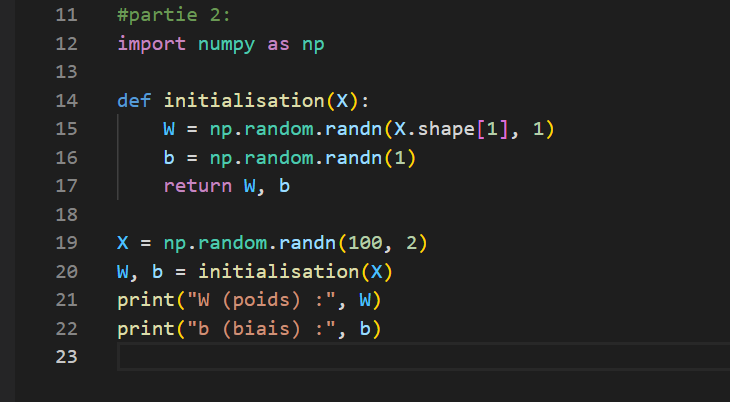 11 #partie 2:
12 import numpy as np
13
14 def initialisation(X):
15     W = np.random.randn(X.shape[1], 1)
16     b = np.random.randn(1)
17     return W, b
18
19 X = np.random.randn(100, 2)
20 W, b = initialisation(X)
21 print("W (poids) :", W)
22 print("b (biais) :", b)
23